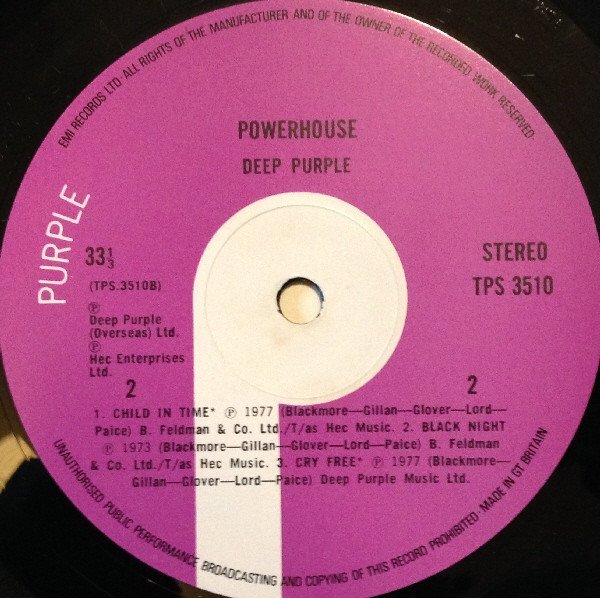 EMI RECORDS LTD ALL RIGHTS OF THE MANUFACTURER AND OF THE OWNER OF THE RECORDED WORK RESERVED·
POWERHOUSE
DEEP PURPLE
PURPLE
33⅓
STEREO
(TPS.3510B)
TPS 3510
Ⓟ
Deep Purple
(Overseas) Ltd.
Ⓟ
Hec Enterprises
Ltd.
2
2
1. CHILD IN TIME* Ⓟ 1977 (Blackmore—Gillan—Glover—Lord—
Paice) B. Feldman & Co. Ltd./T/as Hec Music. 2. BLACK NIGHT
Ⓟ 1973 (Blackmore—Gillan—Glover—Lord—Paice) B. Feldman
& Co. Ltd./T/as Hec Music. 3. CRY FREE* Ⓟ 1977 (Blackmore—
Gillan—Glover—Lord—Paice) Deep Purple Music Ltd.
UNAUTHORISED PUBLIC PERFORMANCE BROADCASTING AND COPYING OF THIS RECORD PROHIBITED·MADE IN GT BRITAIN